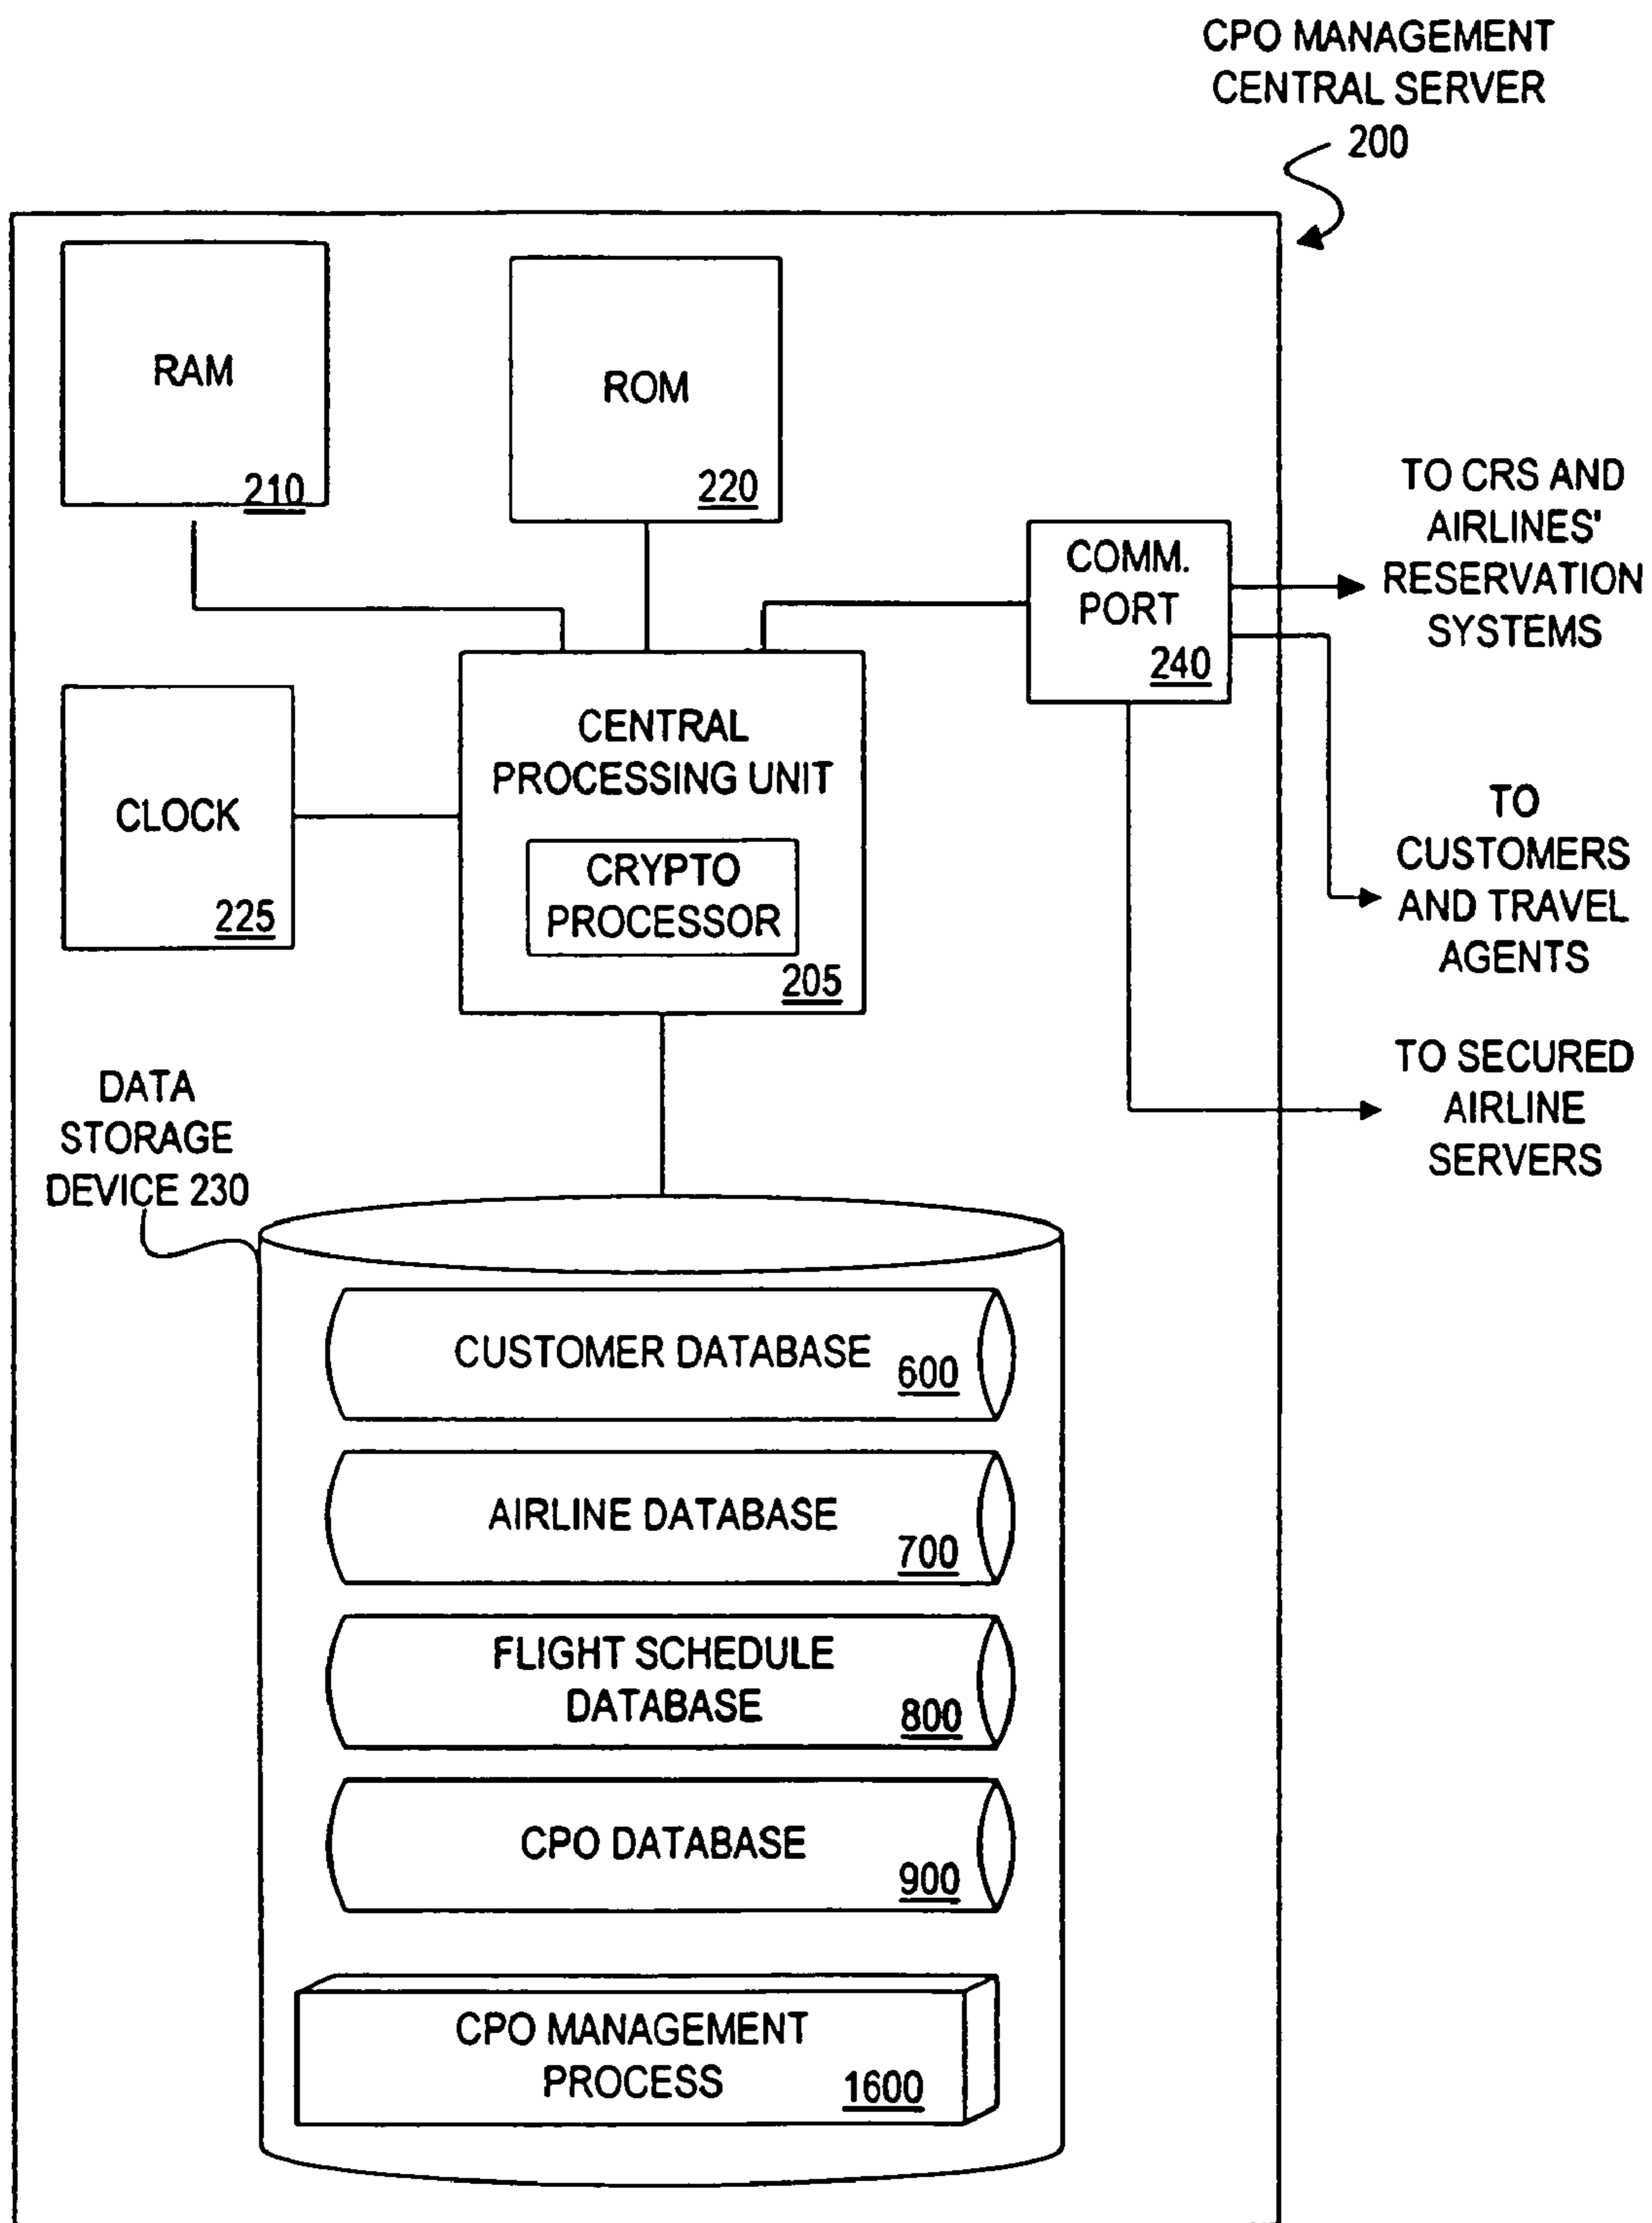 CPO MANAGEMENT
CENTRAL SERVER
200
RAM
210
ROM
220
COMM.
PORT
240
TO CRS AND
AIRLINES'
RESERVATION
SYSTEMS
CLOCK
225
CENTRAL
PROCESSING UNIT
CRYPTO
PROCESSOR
205
TO
CUSTOMERS
AND TRAVEL
AGENTS
TO SECURED
AIRLINE
SERVERS
DATA
STORAGE
DEVICE 230
CUSTOMER DATABASE
600
AIRLINE DATABASE
700
FLIGHT SCHEDULE
DATABASE
800
CPO DATABASE
900
CPO MANAGEMENT
PROCESS
1600